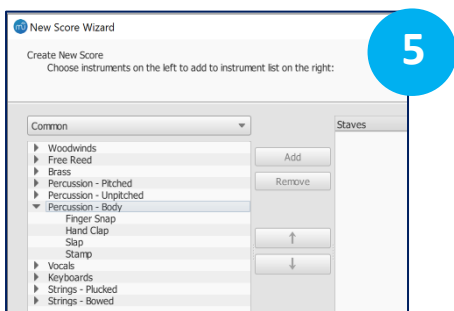 New Score Wizard
5
Create New Score
Choose instruments on the left to add to instrument list on the right:
Common
Staves
Woodwinds
Free Reed
Brass
Percussion - Pitched
Percussion - Unpitched
Percussion - Body
Finger Snap
Hand Clap
Slap
Stamp
Vocals
Keyboards
Strings - Plucked
Strings - Bowed
Add
Remove